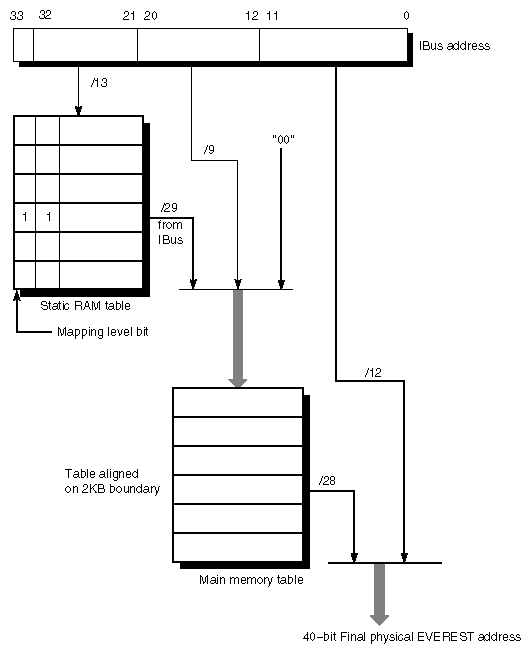 33 32 21 20 12 11 0
IBus address
/13
/9
"00"
/29
from
IBus
1 1
Static RAM table
Mapping level bit
/12
Table aligned
on 2KB boundary
/28
Main memory table
40-bit Final physical EVEREST address